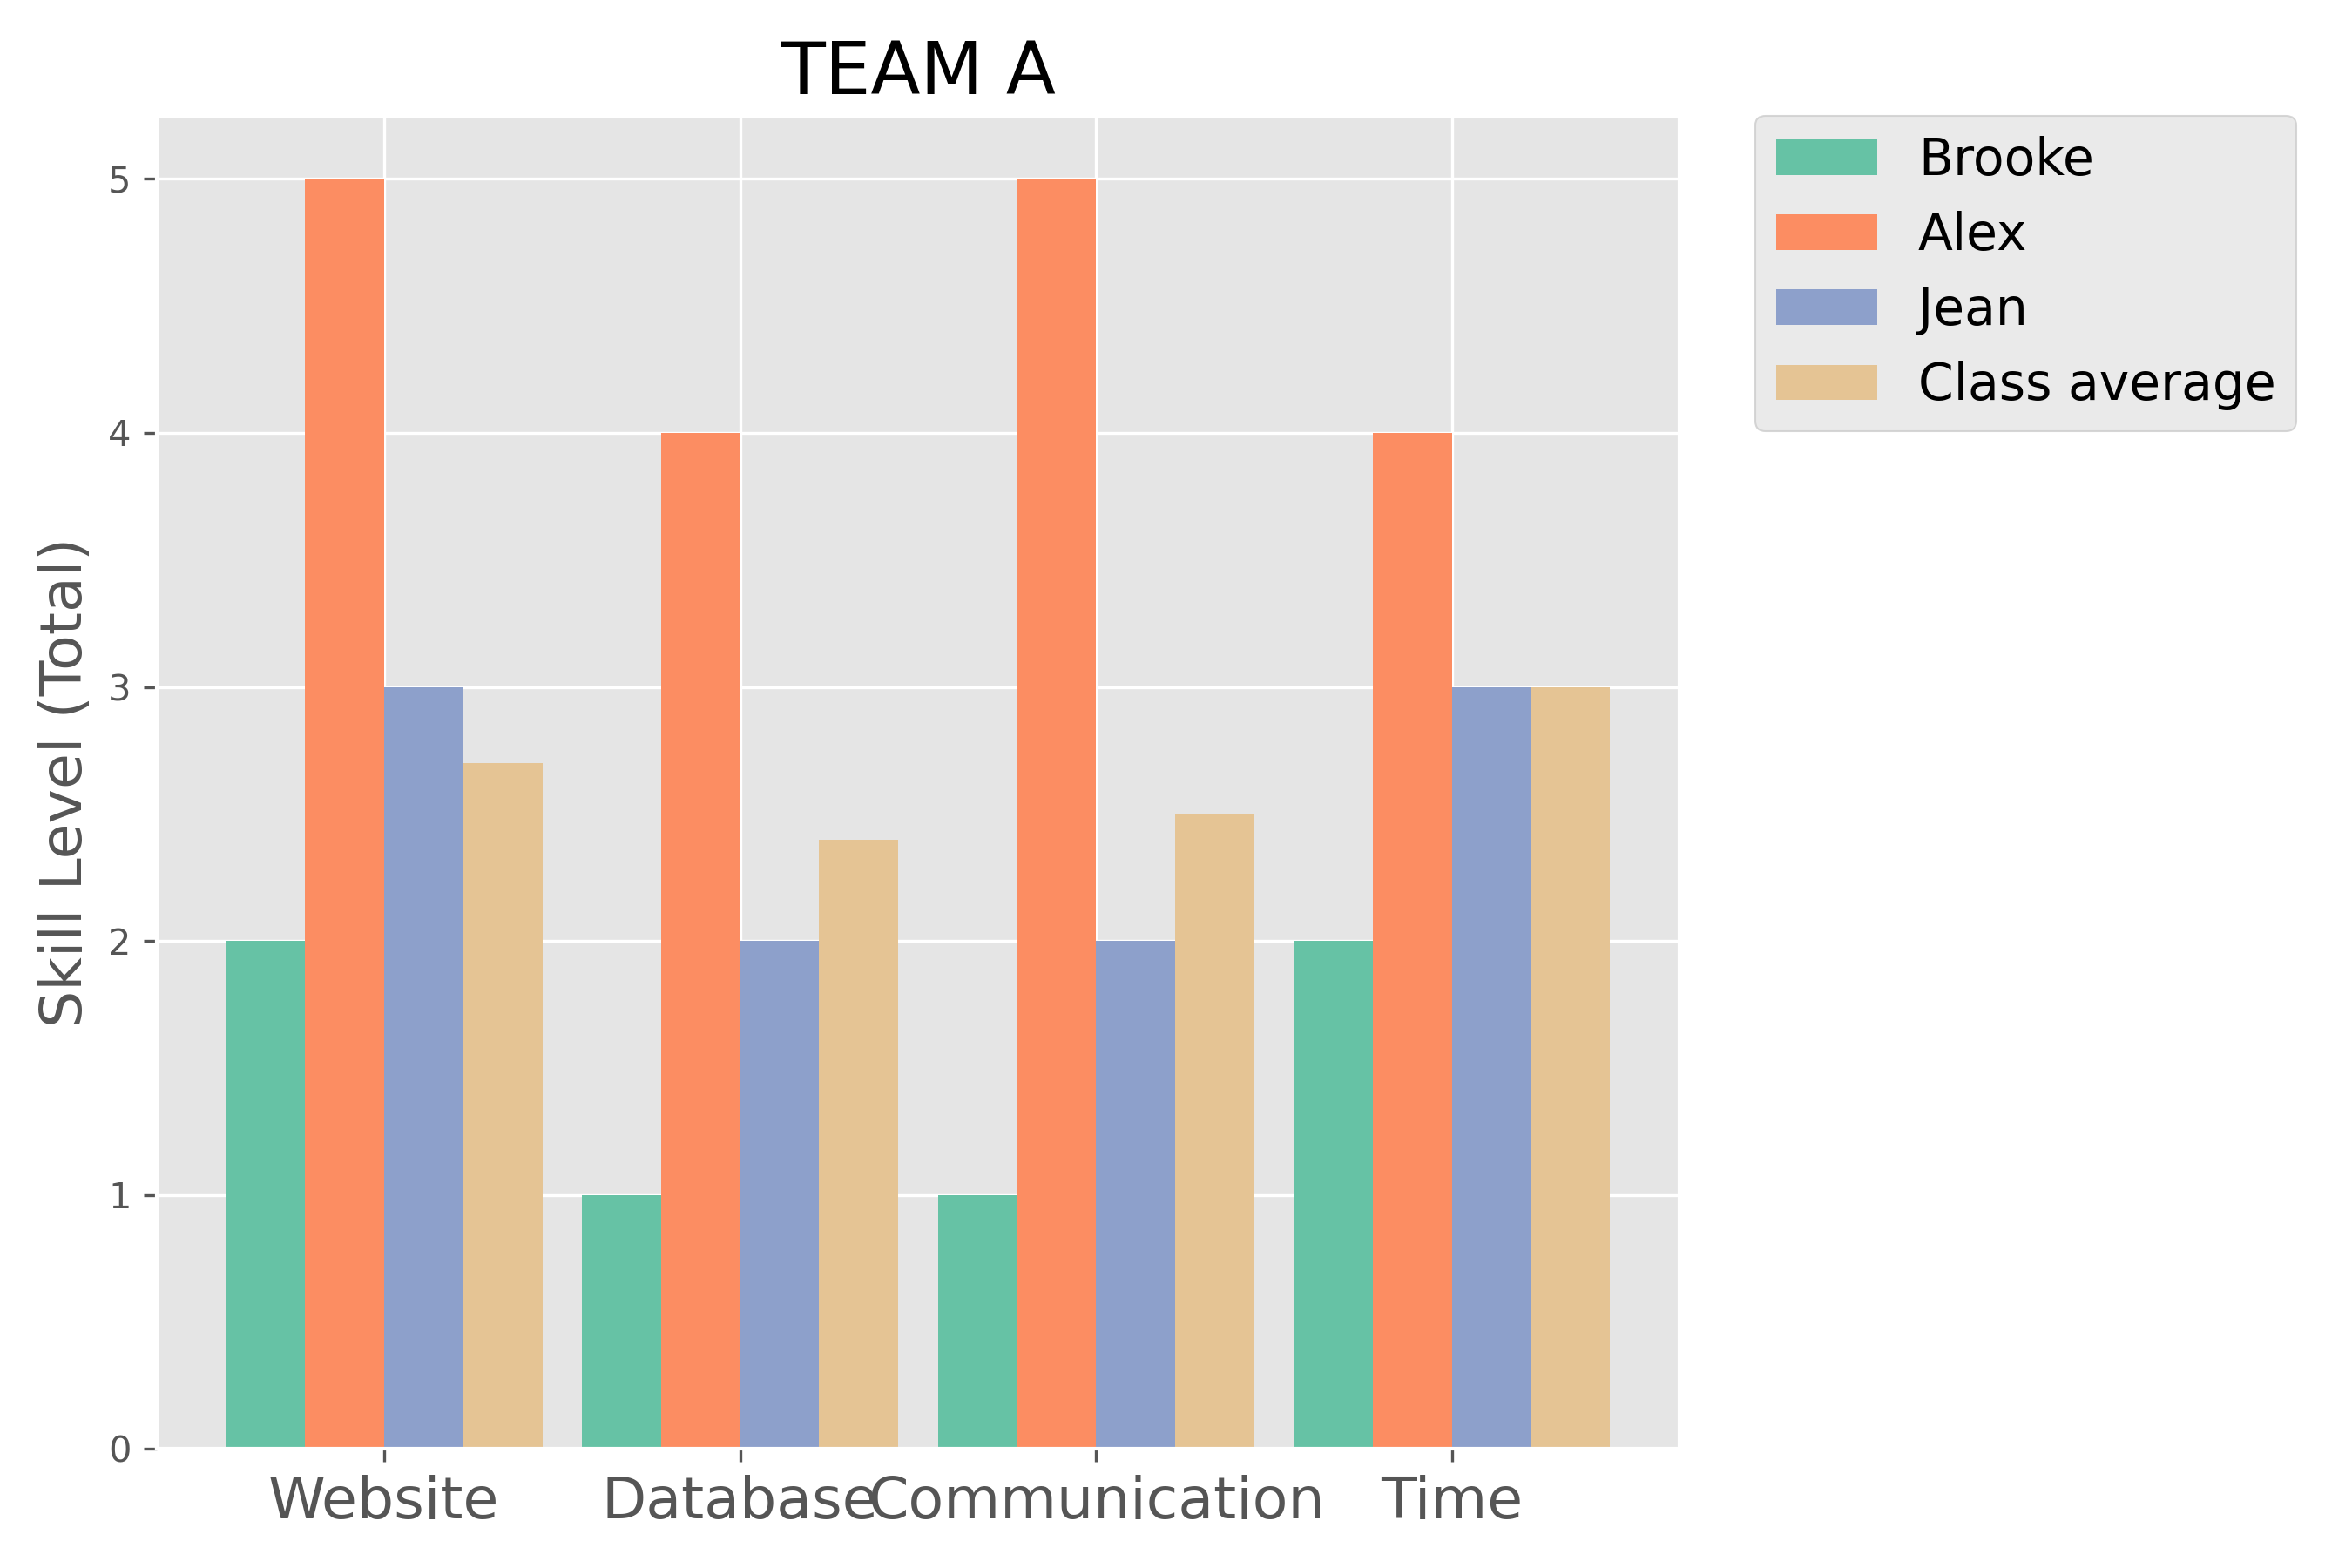 TEAM A
Brooke
Alex
Jean
Class average
Skill Level (Total)
5
4
3
2
1
0
Website Database Communication Time